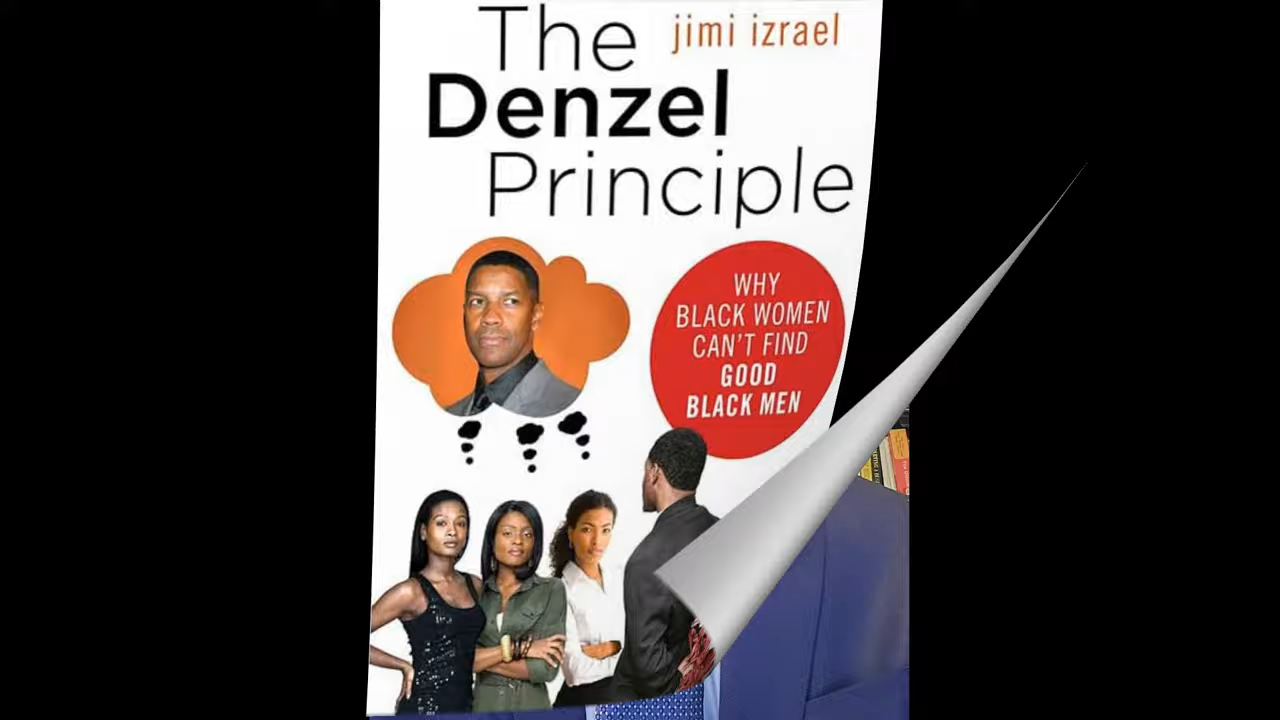 The
jimi izrael
Denzel
Principle
WHY
BLACK WOMEN
CAN'T FIND
GOOD
BLACK MEN